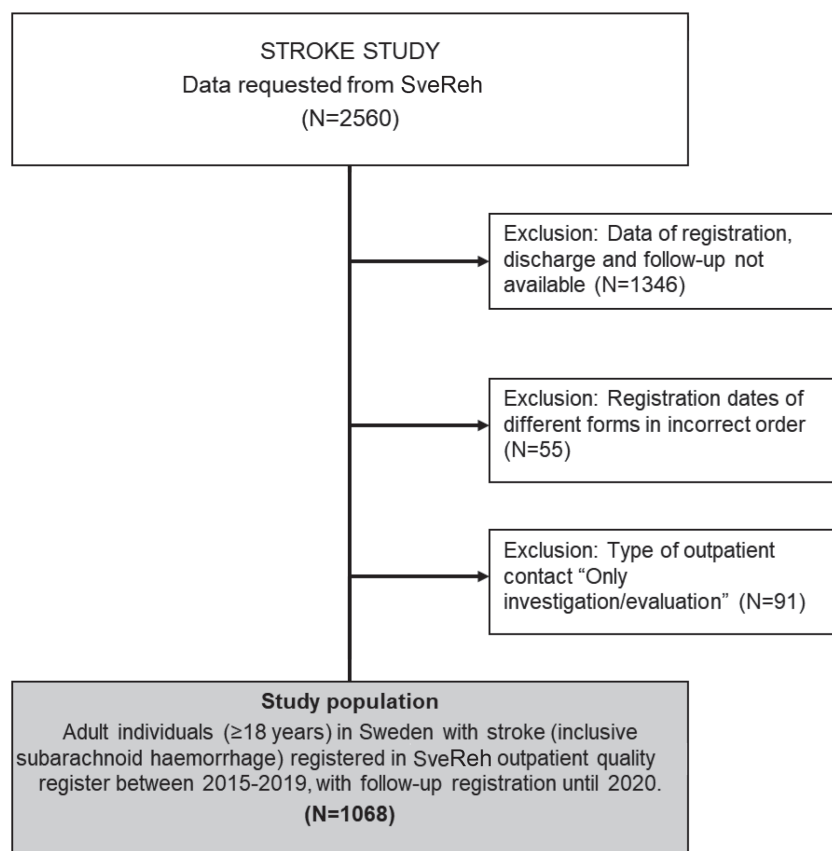 STROKE STUDY
Data requested from SveReh
(N=2560)
Exclusion: Data of registration,
discharge and follow-up not
available (N=1346)
Exclusion: Registration dates of
different forms in incorrect order
(N=55)
Exclusion: Type of outpatient
contact “Only
investigation/evaluation” (N=91)
Study population
Adult individuals (≥18 years) in Sweden with stroke (inclusive
subarachnoid haemorrhage) registered in SveReh outpatient quality
register between 2015-2019, with follow-up registration until 2020.
(N=1068)